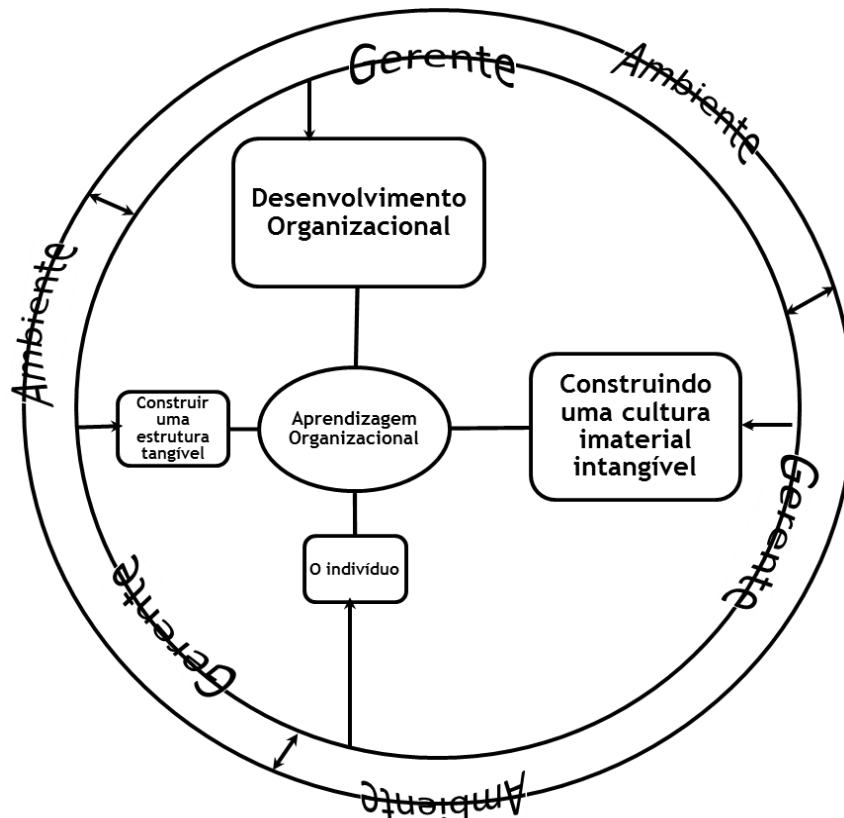 Gerente
Ambiente
Desenvolvimento
Organizacional
Ambiente
Construindo
uma cultura
imaterial
intangível
Construir
uma
estrutura
tangível
Aprendizagem
Organizacional
Gerente
O indivíduo
Gerente
Ambiente